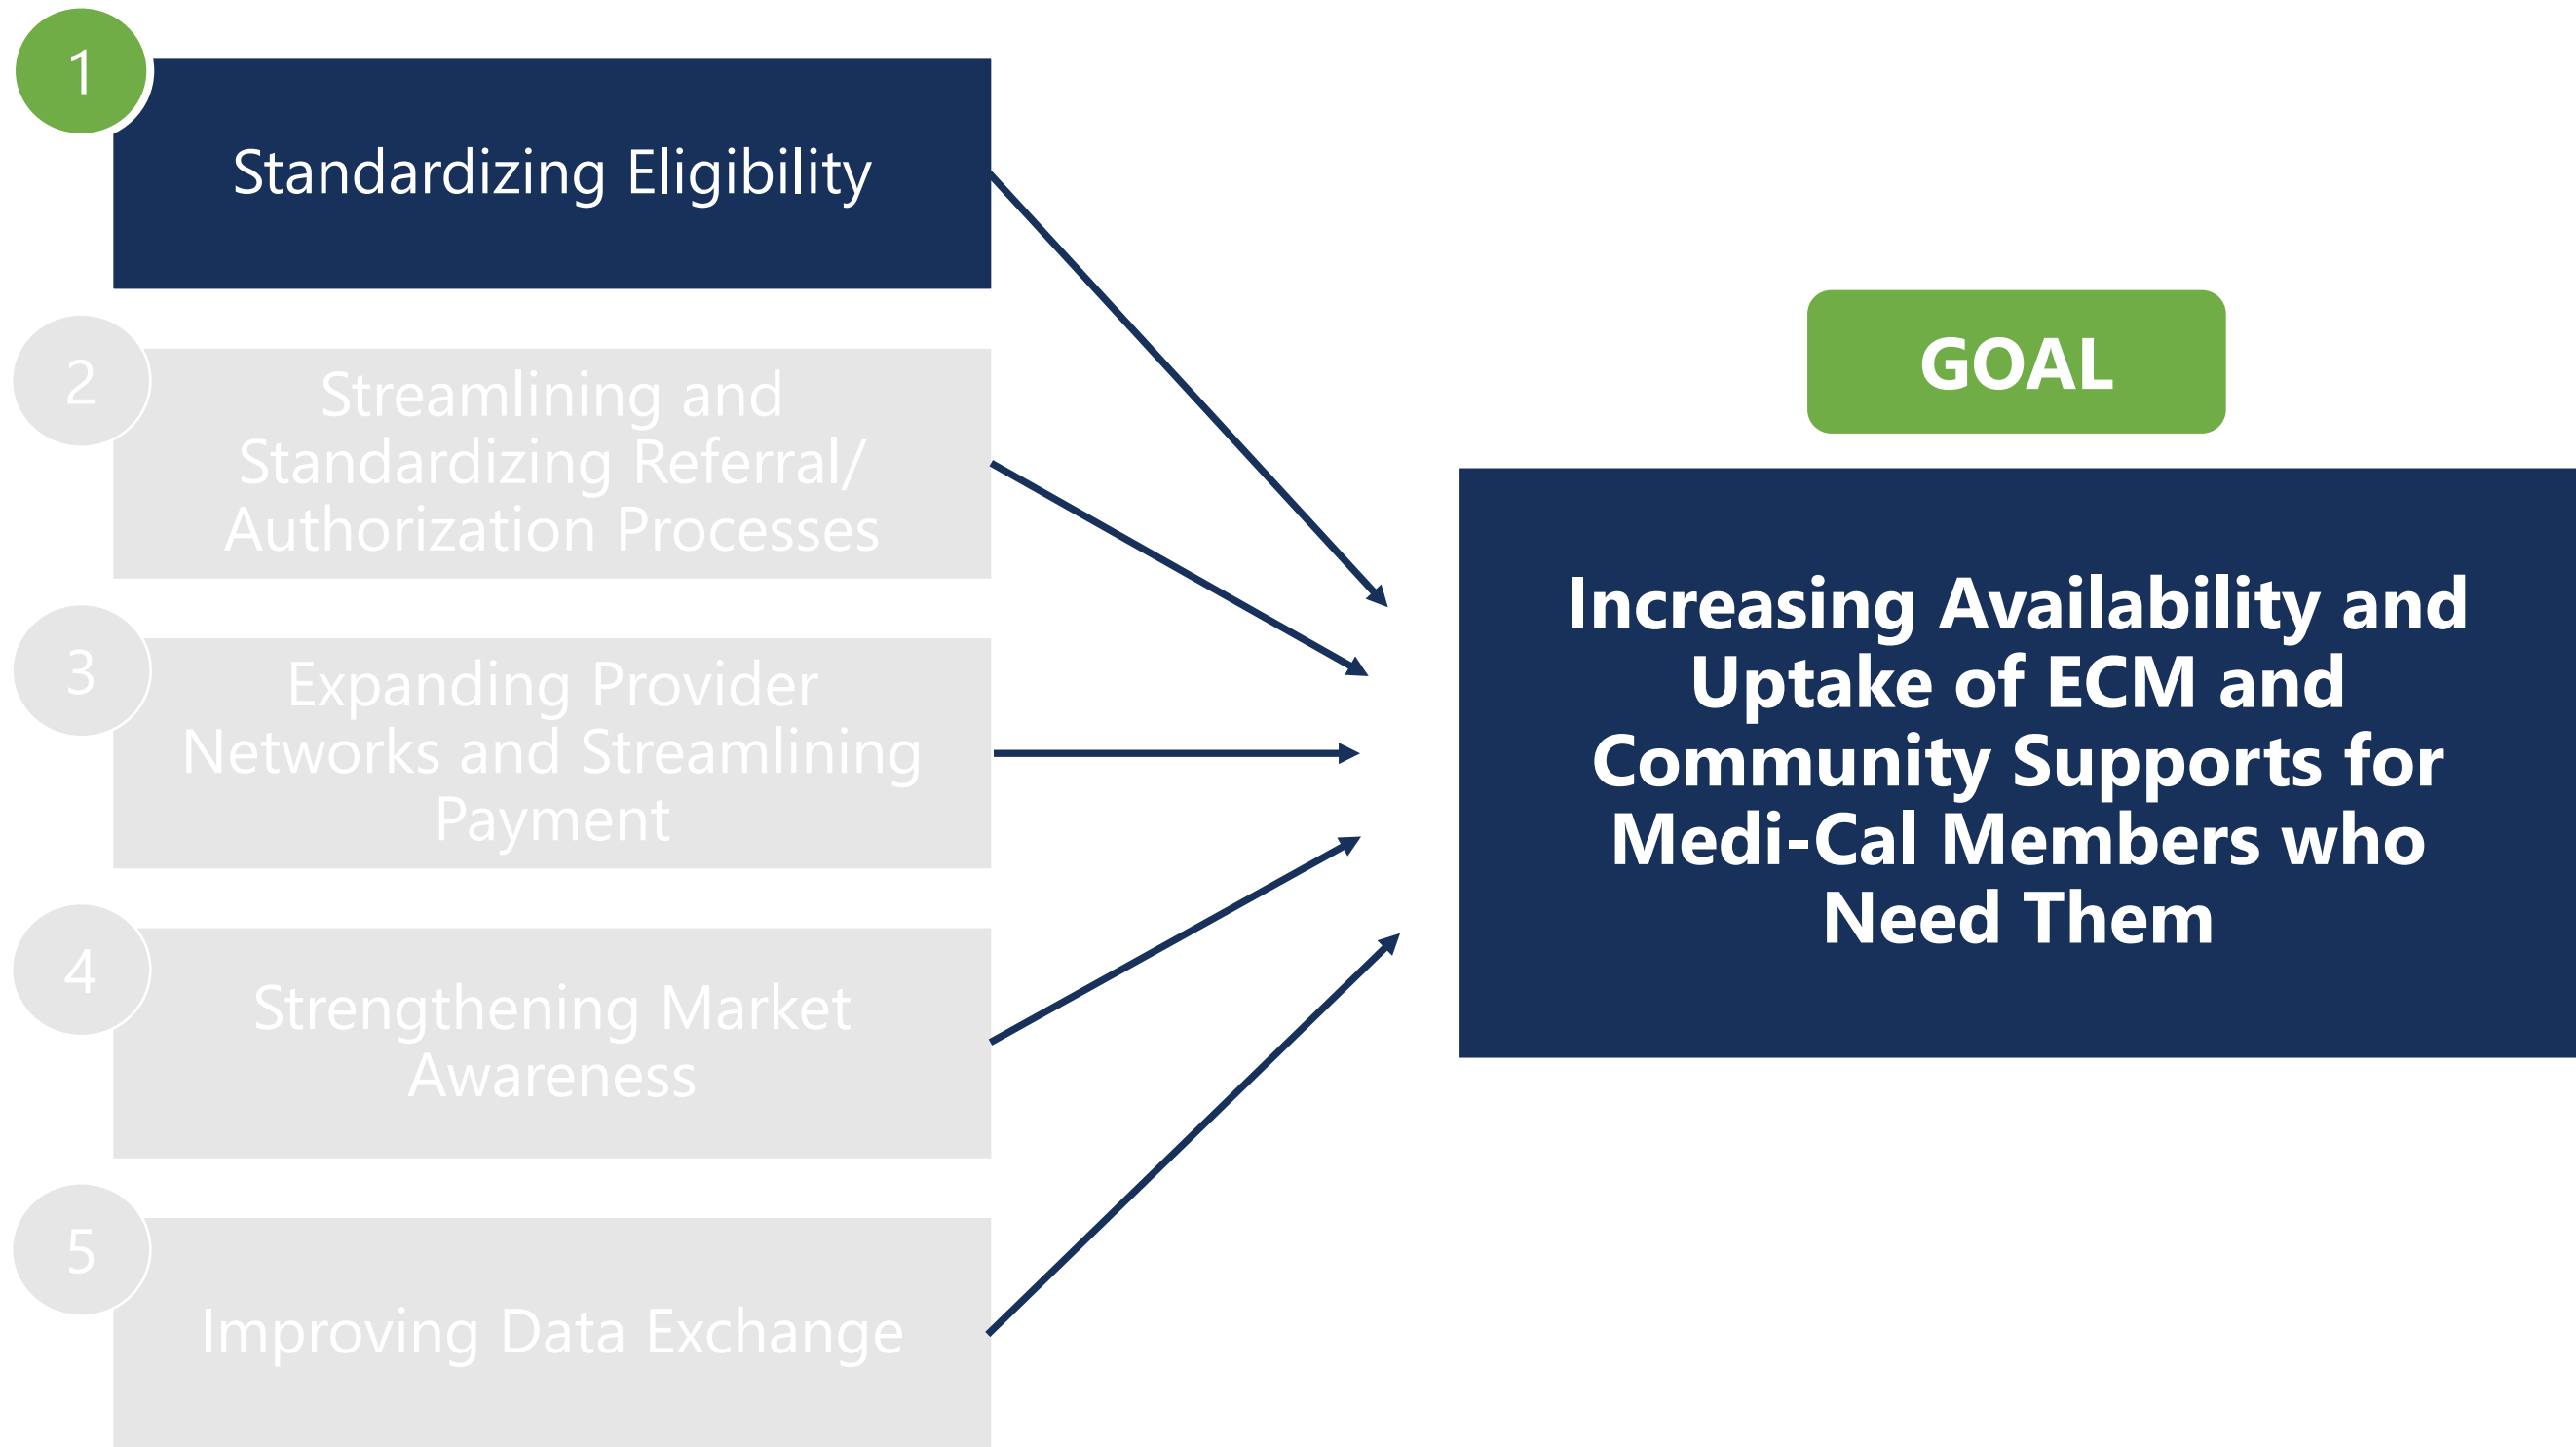 1
Standardizing Eligibility
2
Streamlining and
Standardizing Referral/
Authorization Processes
3
Expanding Provider
Networks and Streamlining
Payment
4
Strengthening Market
Awareness
5
Improving Data Exchange
GOAL
Increasing Availability and
Uptake of ECM and
Community Supports for
Medi-Cal Members who
Need Them